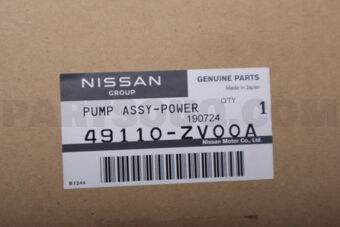 NISSAN
GROUP
GENUINE PARTS
Made in Japan
PUMP ASSY-POWER
QTY 1
190724
49110-ZV00A
Nissan Motor Co., Ltd.
B1244